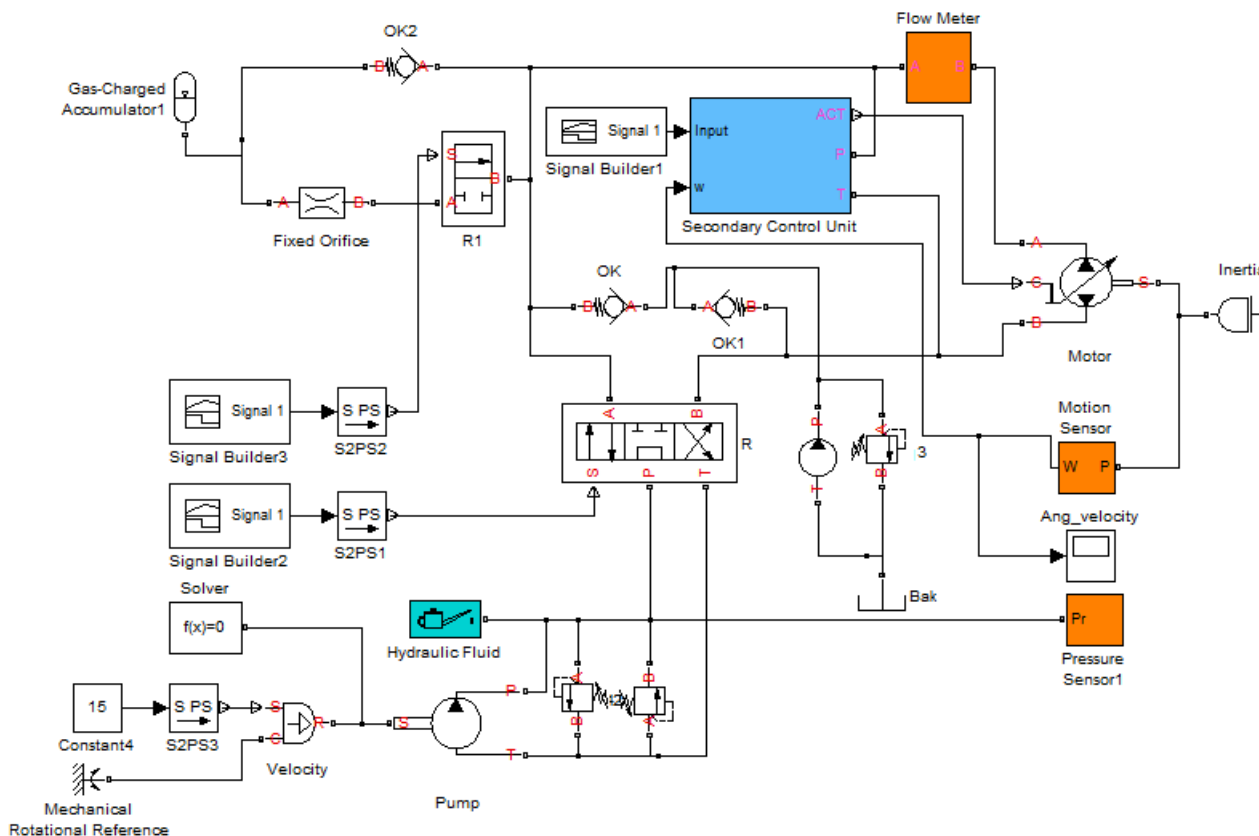 Flow Meter
OK2
A
B
B
A
Gas-Charged
Accumulator1
Signal 1
Input
ACT
P
w
T
Signal Builder1
Secondary Control Unit
S
B
A
R1
A
B
Fixed Orifice
A
C
S
B
Motor
Inertia
OK
B
A
A
B
OK1
Signal 1
Signal Builder3
S PS
S2PS2
A
B
R
S
P
T
P
T
A
B
3
Motion
Sensor
W
P
Ang_velocity
Signal 1
Signal Builder2
S PS
S2PS1
Solver
f(x)=0
Hydraulic Fluid
Bak
Pr
Pressure
Sensor1
15
Constant4
S PS
S2PS3
S
C
R
Velocity
S
P
T
Pump
A
B
B
A
Mechanical
Rotational Reference